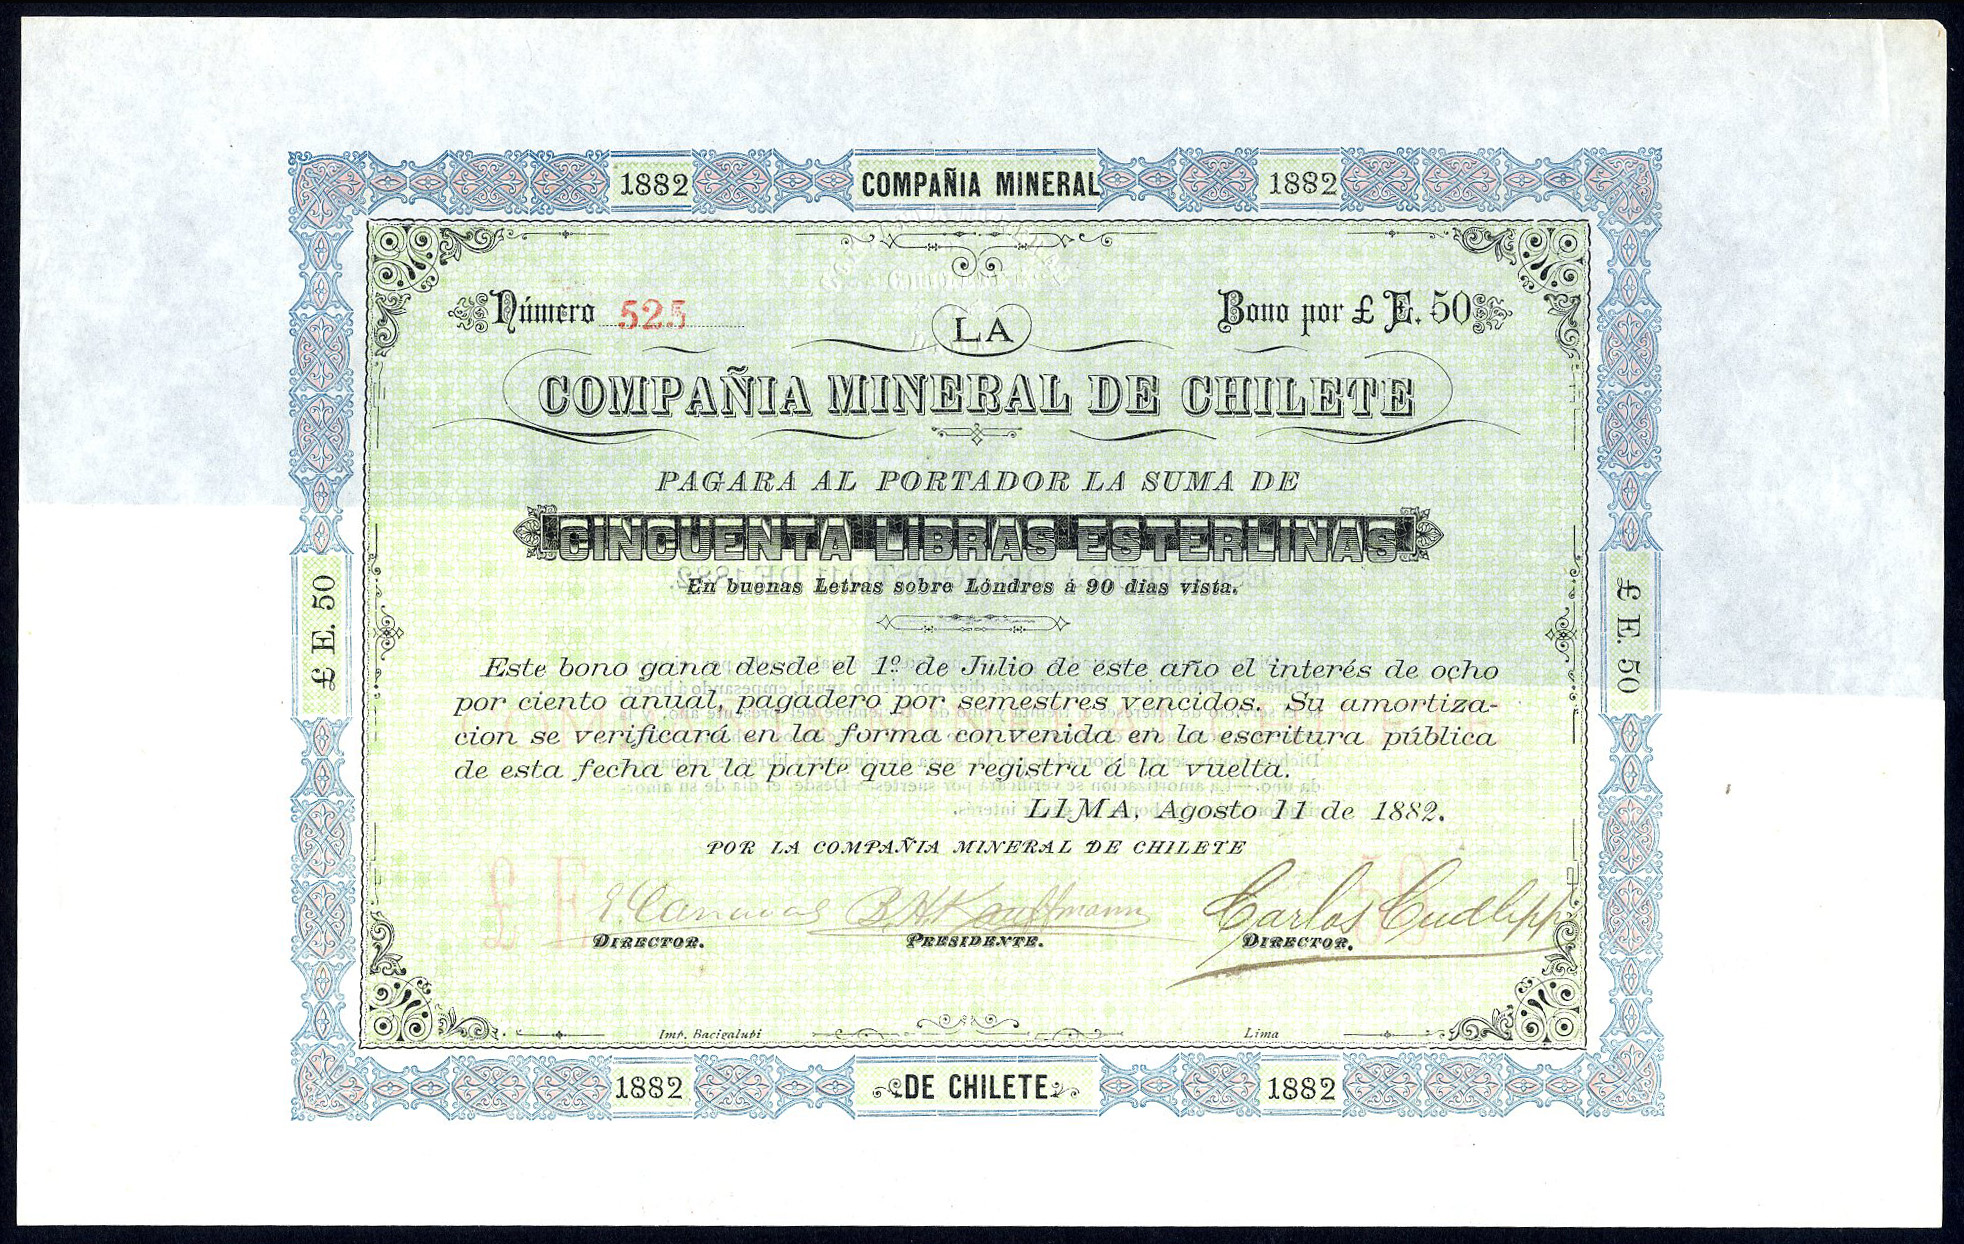 1882 COMPAÑIA MINERAL 1882
Número 525
Bono por £ E. 50
LA
COMPAÑIA MINERAL DE CHILETE
PAGARA AL PORTADOR LA SUMA DE
CINCUENTA LIBRAS ESTERLINAS
En buenas Letras sobre Lóndres á 90 dias vista.
£ E. 50
£ E. 50
Este bono gana desde el 1º de Julio de este año el interés de ocho
por ciento anual, pagadero por semestres vencidos. Su amortiza-
cion se verificará en la forma convenida en la escritura pública
de esta fecha en la parte que se registra á la vuelta.
LIMA, Agosto 11 de 1882.
POR LA COMPAÑIA MINERAL DE CHILETE
B. H. Kauffmann Carlos Cudlipp
DIRECTOR. PRESIDENTE. DIRECTOR.
Imp. Bacigalupi Lima
1882 DE CHILETE 1882